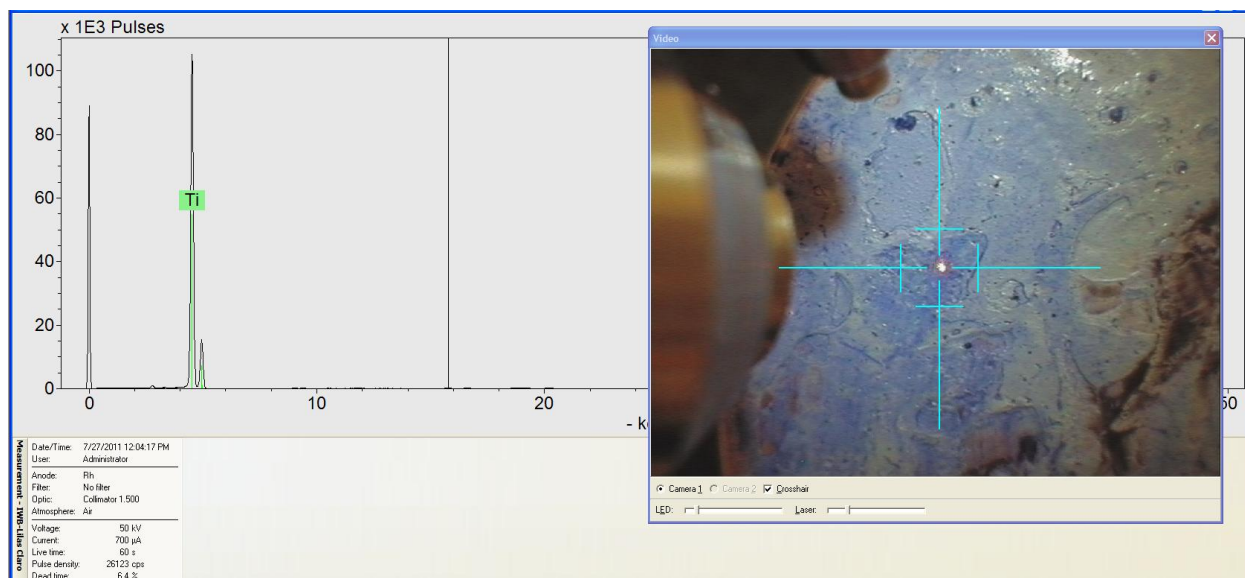 x 1E3 Pulses
100
80
60
40
20
0
Ti
0
10
20
Video
Camera 1
Camera 2
Crosshair
LED:
Laser:
Measurement - IWB-Lilas Claro
Date/Time: 7/27/2011 12:04:17 PM
User: Administrator
Anode: Rh
Filter: No filter
Optic: Collimator 1.500
Atmosphere: Air
Voltage: 50 kV
Current: 700 µA
Live time: 60 s
Pulse density: 26123 cps
Dead time: 6.4 %